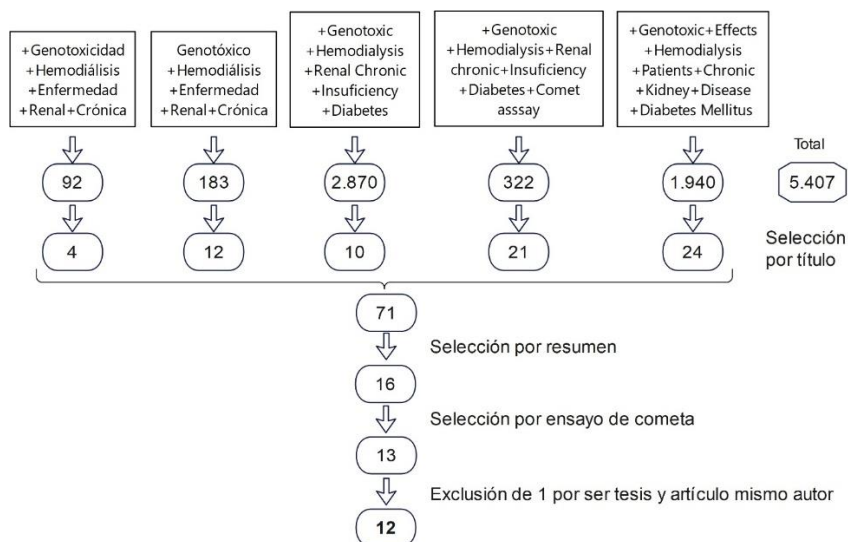 +Genotoxicidad
+Hemodiálisis
+Enfermedad
+Renal+Crónica
Genotóxico
+Hemodiálisis
+Enfermedad
+Renal+Crónica
+Genotoxic
+Hemodialysis
+Renal Chronic
+Insuficiency
+Diabetes
+Genotoxic
+Hemodialysis+Renal
chronic+Insuficiency
+Diabetes+Comet
asssay
+Genotoxic+Effects
+Hemodialysis
+Patients+Chronic
+Kidney+Disease
+Diabetes Mellitus
Total
92
183
2.870
322
1.940
5.407
4
12
10
21
24
Selección
por título
71
Selección por resumen
16
Selección por ensayo de cometa
13
Exclusión de 1 por ser tesis y artículo mismo autor
12